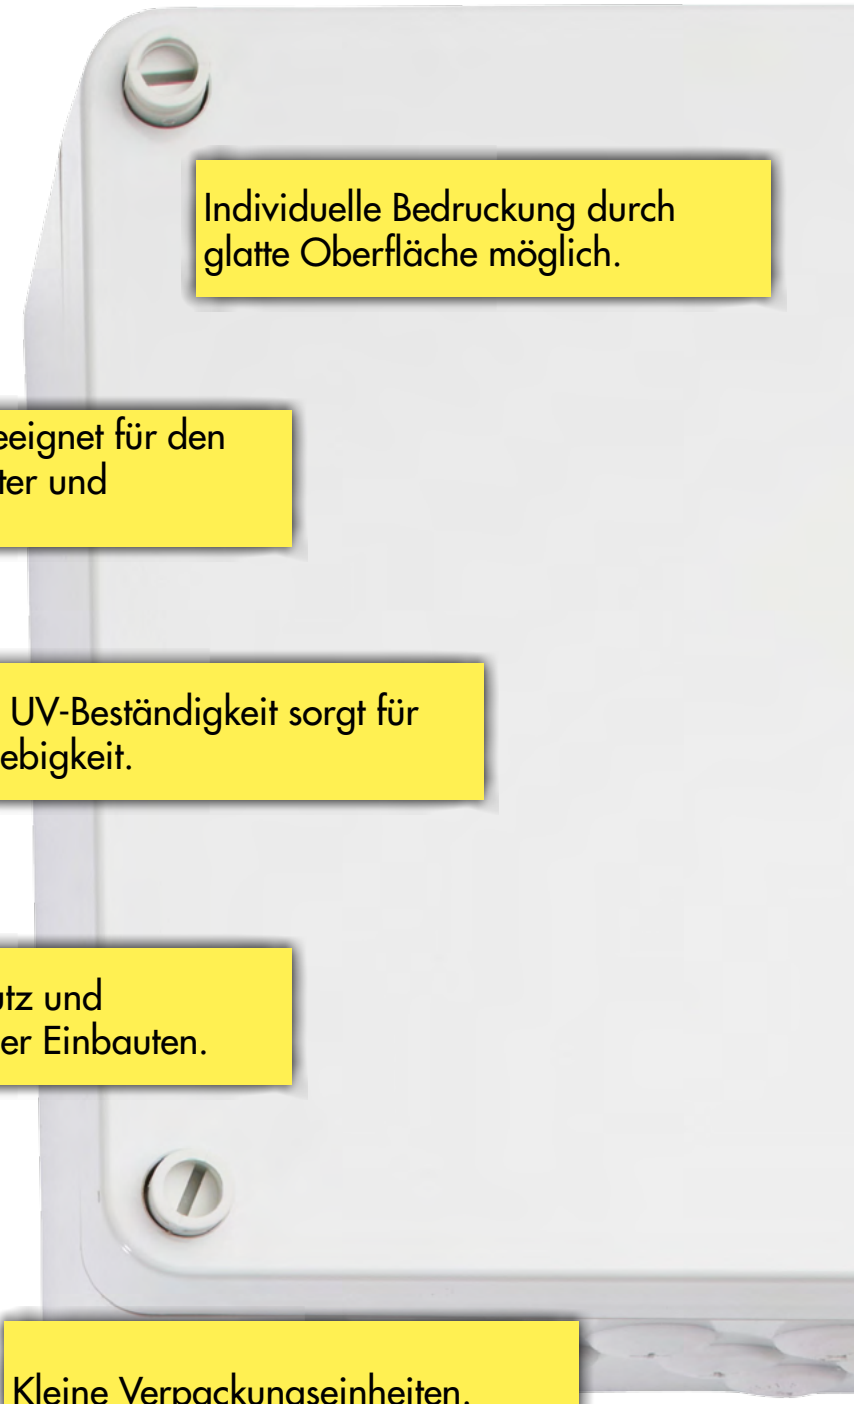 Individuelle Bedruckung durch
glatte Oberfläche möglich.
eeignet für den
ter und
UV-Beständigkeit sorgt für
ebigkeit.
utz und
er Einbauten.
Kleine Verpackungseinheiten.